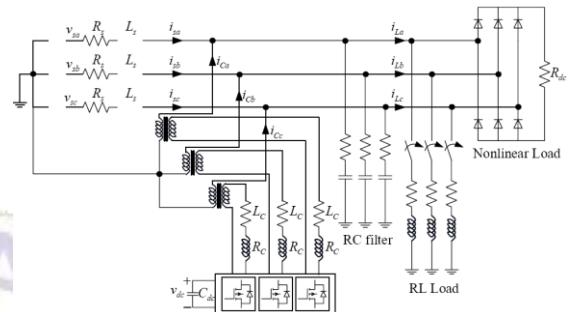 v_sa R_s L_s i_sa i_La
v_sb R_s L_s i_sb i_Ca i_Lb
v_sc R_s L_s i_sc i_Cb i_Lc
i_Cc
R_dc
Nonlinear Load
L_C L_C L_C
R_C R_C R_C
RC filter
RL Load
v_dc + C_dc −